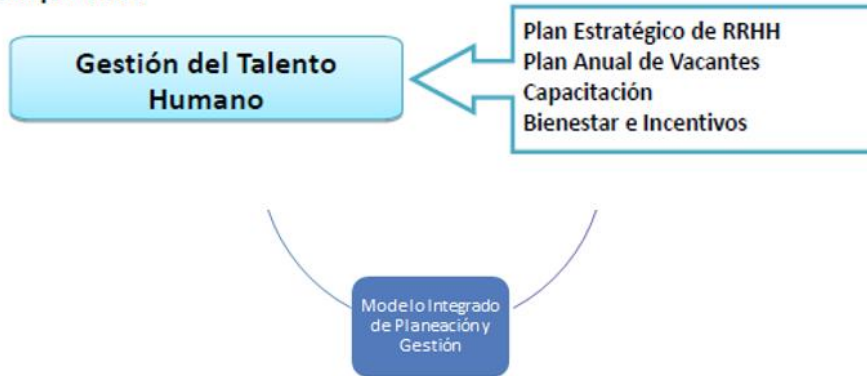 Gestión del Talento
Humano
Plan Estratégico de RRHH
Plan Anual de Vacantes
Capacitación
Bienestar e Incentivos
Modelo Integrado
de Planeación y
Gestión